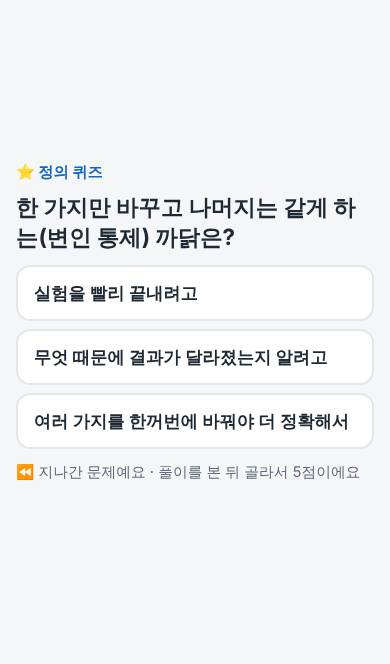 ⭐ 정의 퀴즈
한 가지만 바꾸고 나머지는 같게 하
는(변인 통제) 까닭은?
실험을 빨리 끝내려고
무엇 때문에 결과가 달라졌는지 알려고
여러 가지를 한꺼번에 바꿔야 더 정확해서
⏪ 지나간 문제예요 · 풀이를 본 뒤 골라서 5점이에요